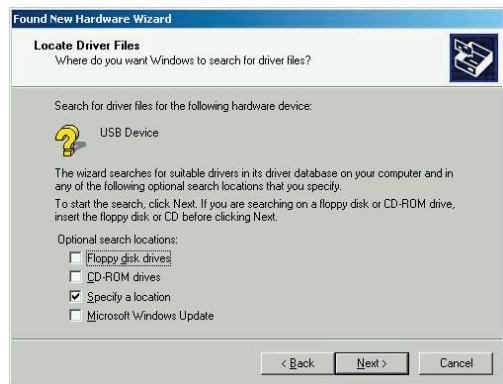 Found New Hardware Wizard
Locate Driver Files
Where do you want Windows to search for driver files?
Search for driver files for the following hardware device:
USB Device
The wizard searches for suitable drivers in its driver database on your computer and in
any of the following optional search locations that you specify.
To start the search, click Next. If you are searching on a floppy disk or CD-ROM drive,
insert the floppy disk or CD before clicking Next.
Optional search locations:
Floppy disk drives
CD-ROM drives
Specify a location
Microsoft Windows Update
< Back
Next >
Cancel